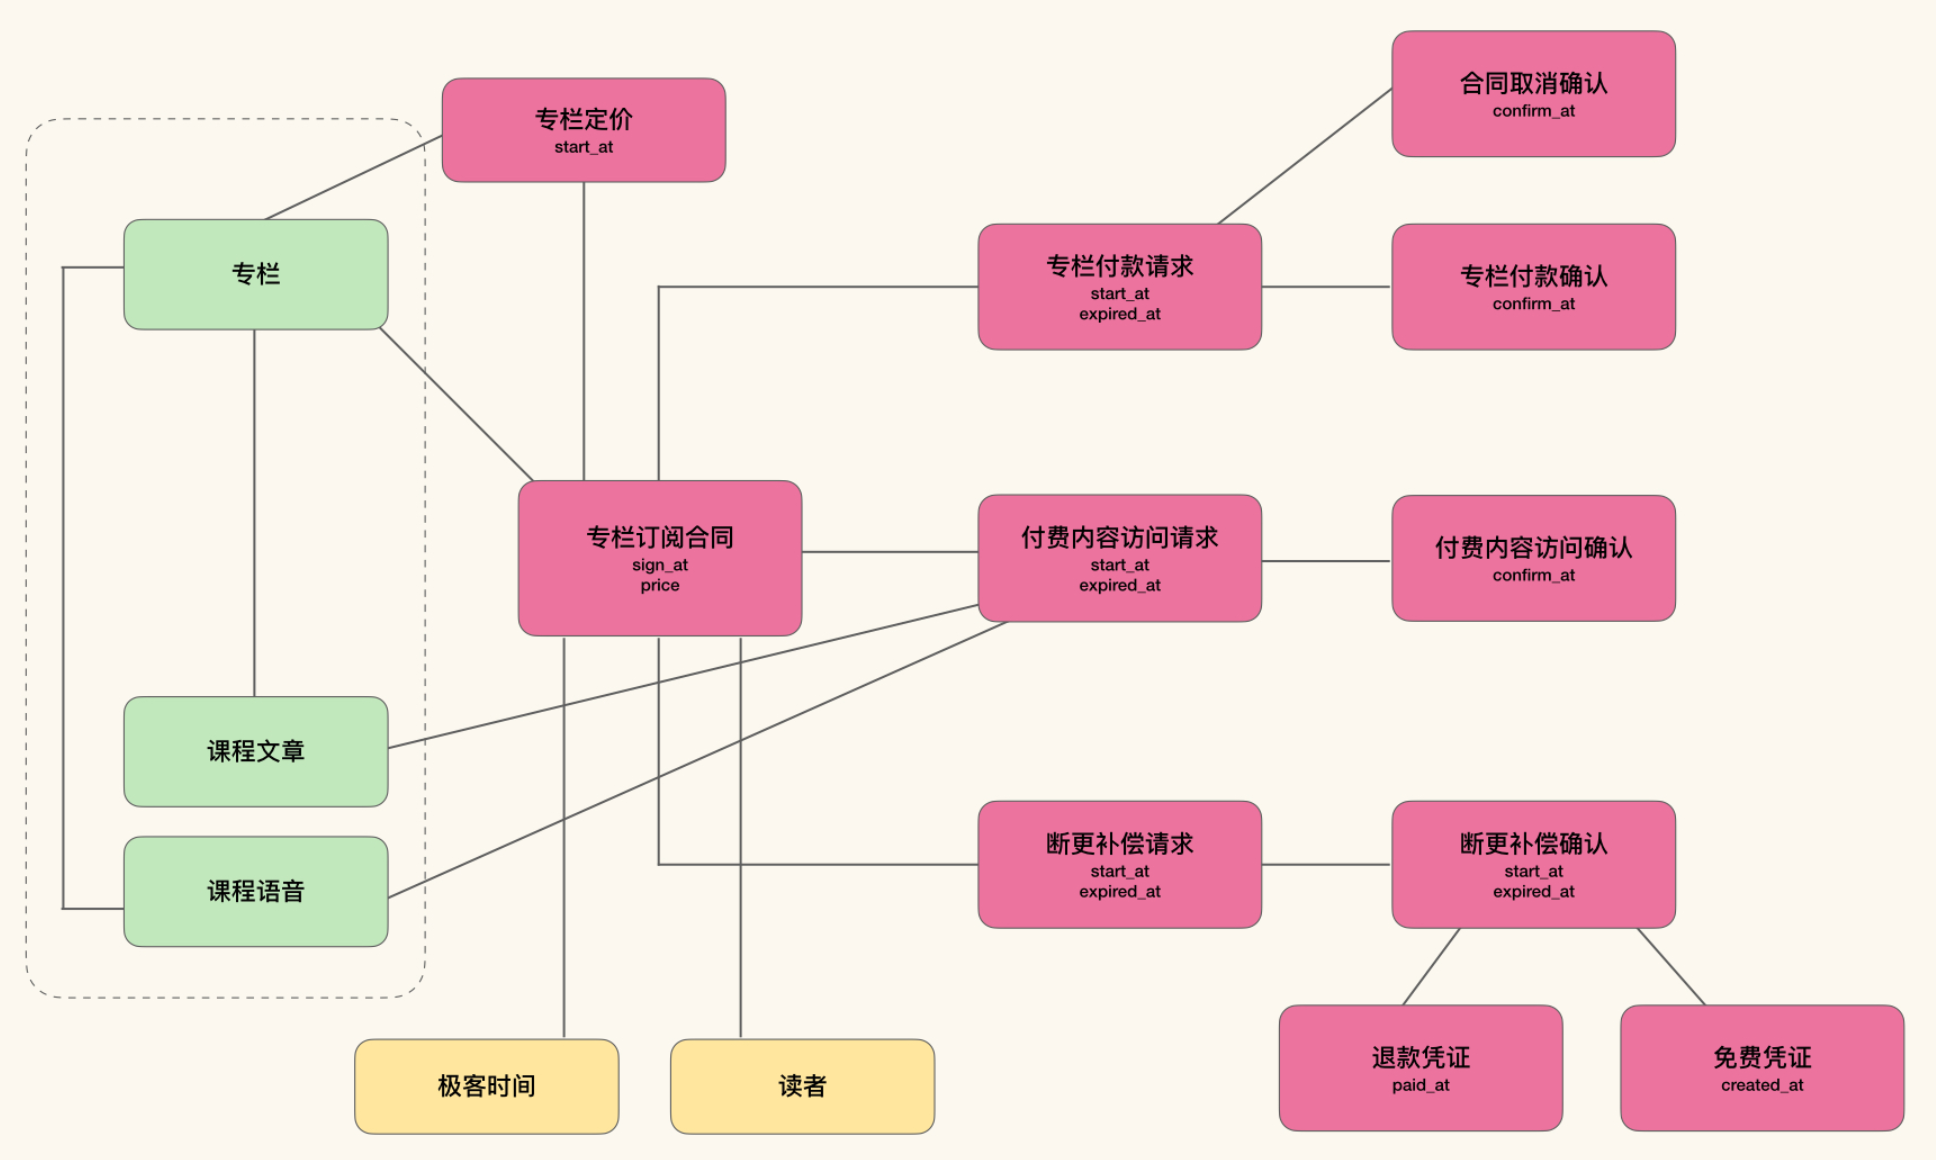 合同取消确认
confirm_at
专栏定价
start_at
专栏
专栏付款请求
start_at
expired_at
专栏付款确认
confirm_at
专栏订阅合同
sign_at
price
付费内容访问请求
start_at
expired_at
付费内容访问确认
confirm_at
课程文章
课程语音
断更补偿请求
start_at
expired_at
断更补偿确认
start_at
expired_at
极客时间
读者
退款凭证
paid_at
免费凭证
created_at